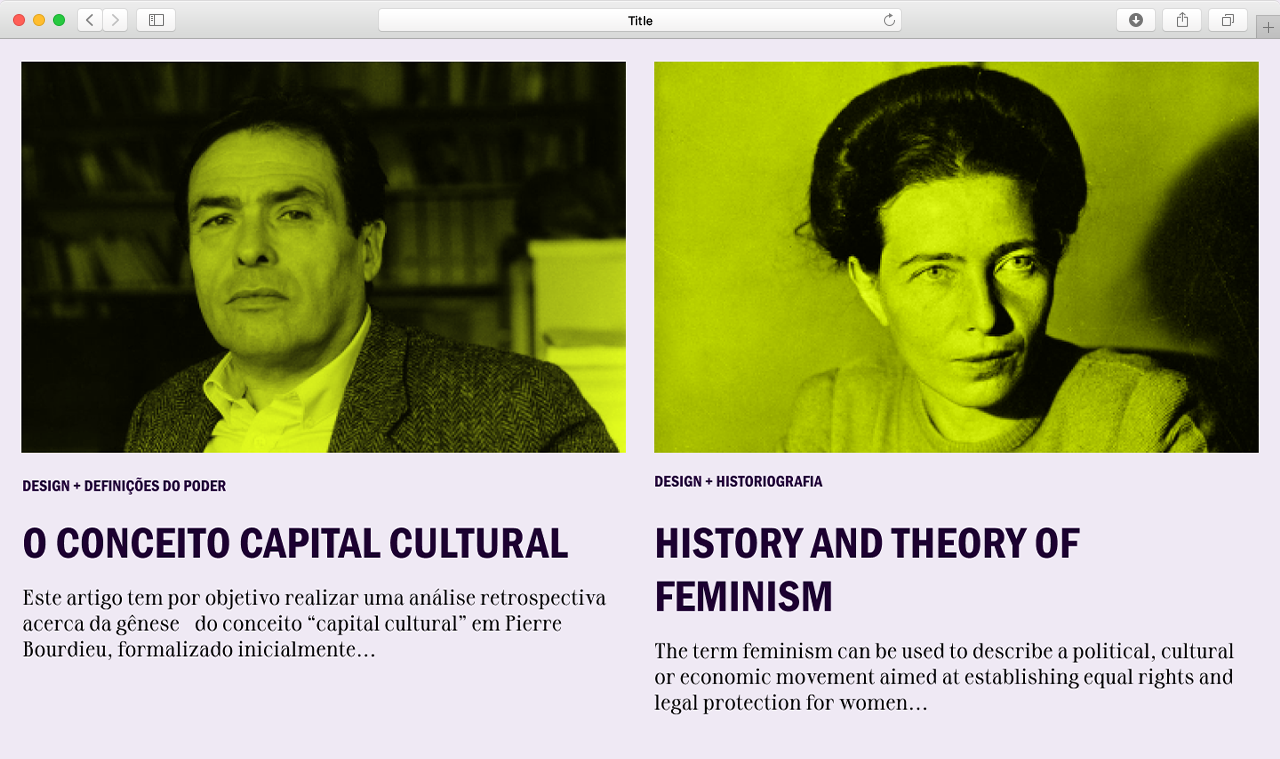 Title
DESIGN + DEFINIÇÕES DO PODER
O CONCEITO CAPITAL CULTURAL
Este artigo tem por objetivo realizar uma análise retrospectiva
acerca da gênese do conceito “capital cultural” em Pierre
Bourdieu, formalizado inicialmente…
DESIGN + HISTORIOGRAFIA
HISTORY AND THEORY OF
FEMINISM
The term feminism can be used to describe a political, cultural
or economic movement aimed at establishing equal rights and
legal protection for women…